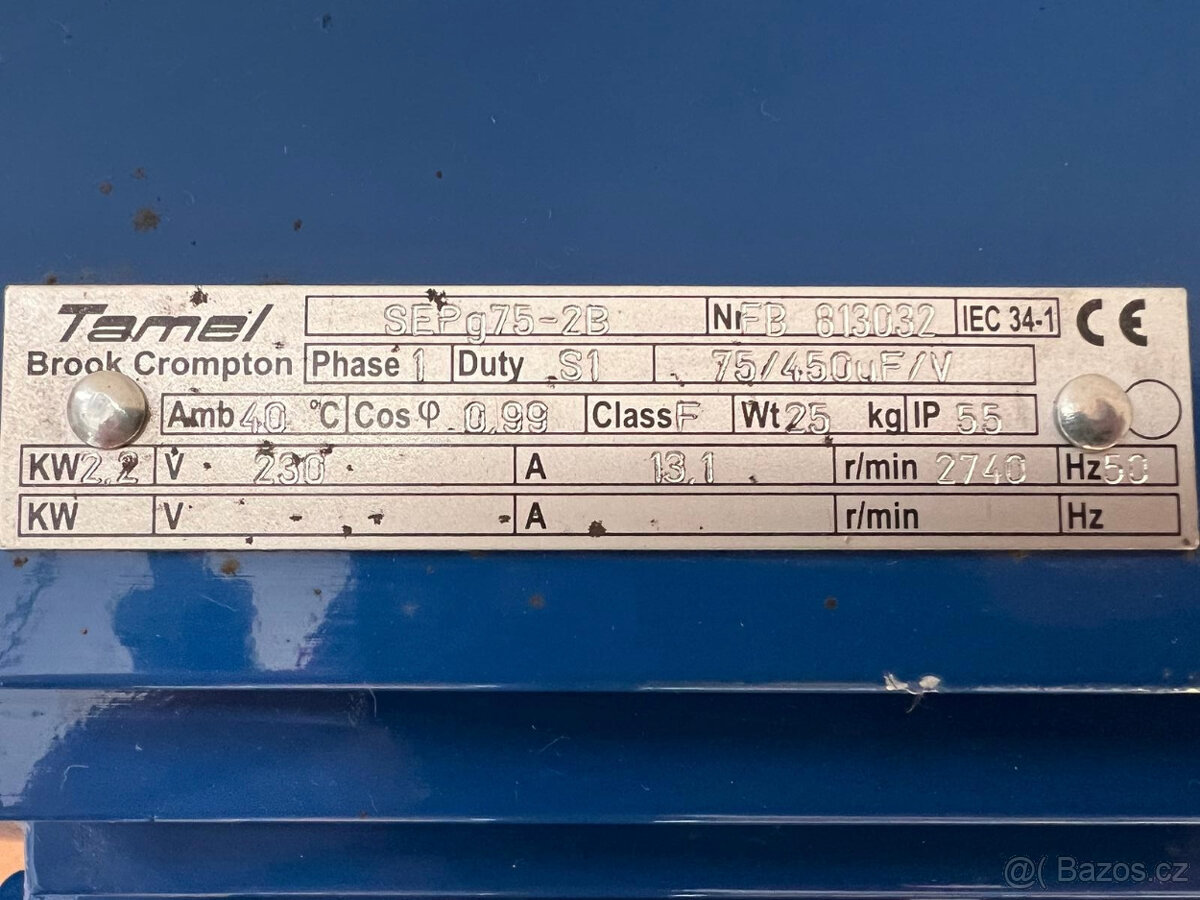 Tamel SEPg75-2B Nr FB 813032 IEC 34-1 CE
Brook Crompton Phase 1 Duty S1 75/450uF/V
Amb 40 °C Cos φ 0,99 Class F Wt 25 kg IP 55
KW 2,2 V 230 A 13,1 r/min 2740 Hz 50
KW V - - - A r/min Hz
@( Bazos.cz